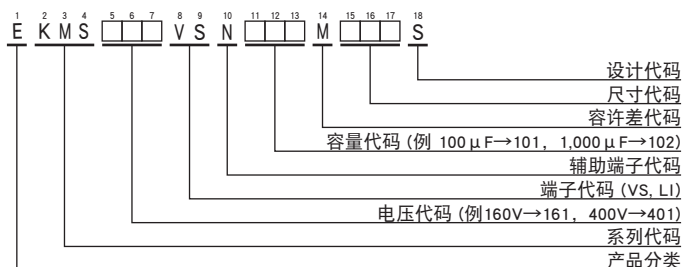 1 2 3 4 5 6 7 8 9 10 11 12 13 14 15 16 17 18
E KMS □□□ VS N □□□ M □□□ S
设计代码
尺寸代码
容许差代码
容量代码 (例 100μF→101, 1,000μF→102)
辅助端子代码
端子代码 (VS, LI)
电压代码 (例160V→161, 400V→401)
系列代码
产品分类